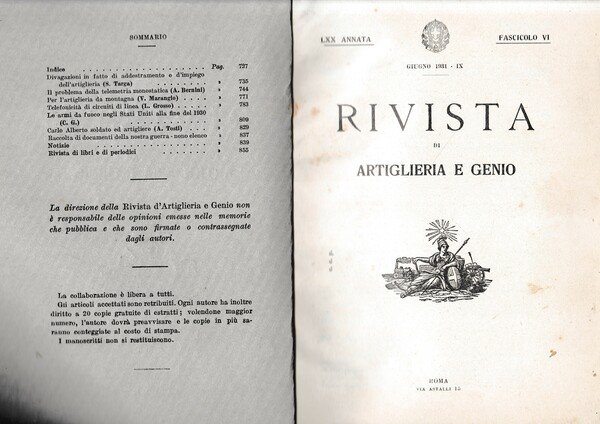 SOMMARIO
Pag.
Indice 727
Divagazioni in fatto di addestramento e d'impiego
dell'artiglieria (S. Targa) » 735
Il problema della telemetria monostatica (A. Bernini) » 744
Per l'artiglieria da montagna (V. Marangio) » 771
Telefonicità di circuiti di linea (L. Grosso) » 783
Le armi da fuoco negli Stati Uniti alla fine del 1930
(C. G.) » 809
Carlo Alberto soldato ed artigliere (A. Tosti) » 829
Raccolta di documenti della nostra guerra - nono elenco » 837
Notizie » 839
Rivista di libri e di periodici » 855
La direzione della Rivista d'Artiglieria e Genio non
è responsabile delle opinioni emesse nelle memorie
che pubblica e che sono firmate o contrassegnate
dagli autori.
La collaborazione è libera a tutti.
Gli articoli accettati sono retribuiti. Ogni autore ha inoltre
diritto a 20 copie gratuite di estratti; volendone maggior
numero, l'autore dovrà preavvisare e le copie in più sa-
ranno conteggiate al costo di stampa.
I manoscritti non si restituiscono.
LXX ANNATA
FASCICOLO VI
GIUGNO 1931 - IX
RIVISTA
DI
ARTIGLIERIA E GENIO
ROMA
VIA ASTALLI 15